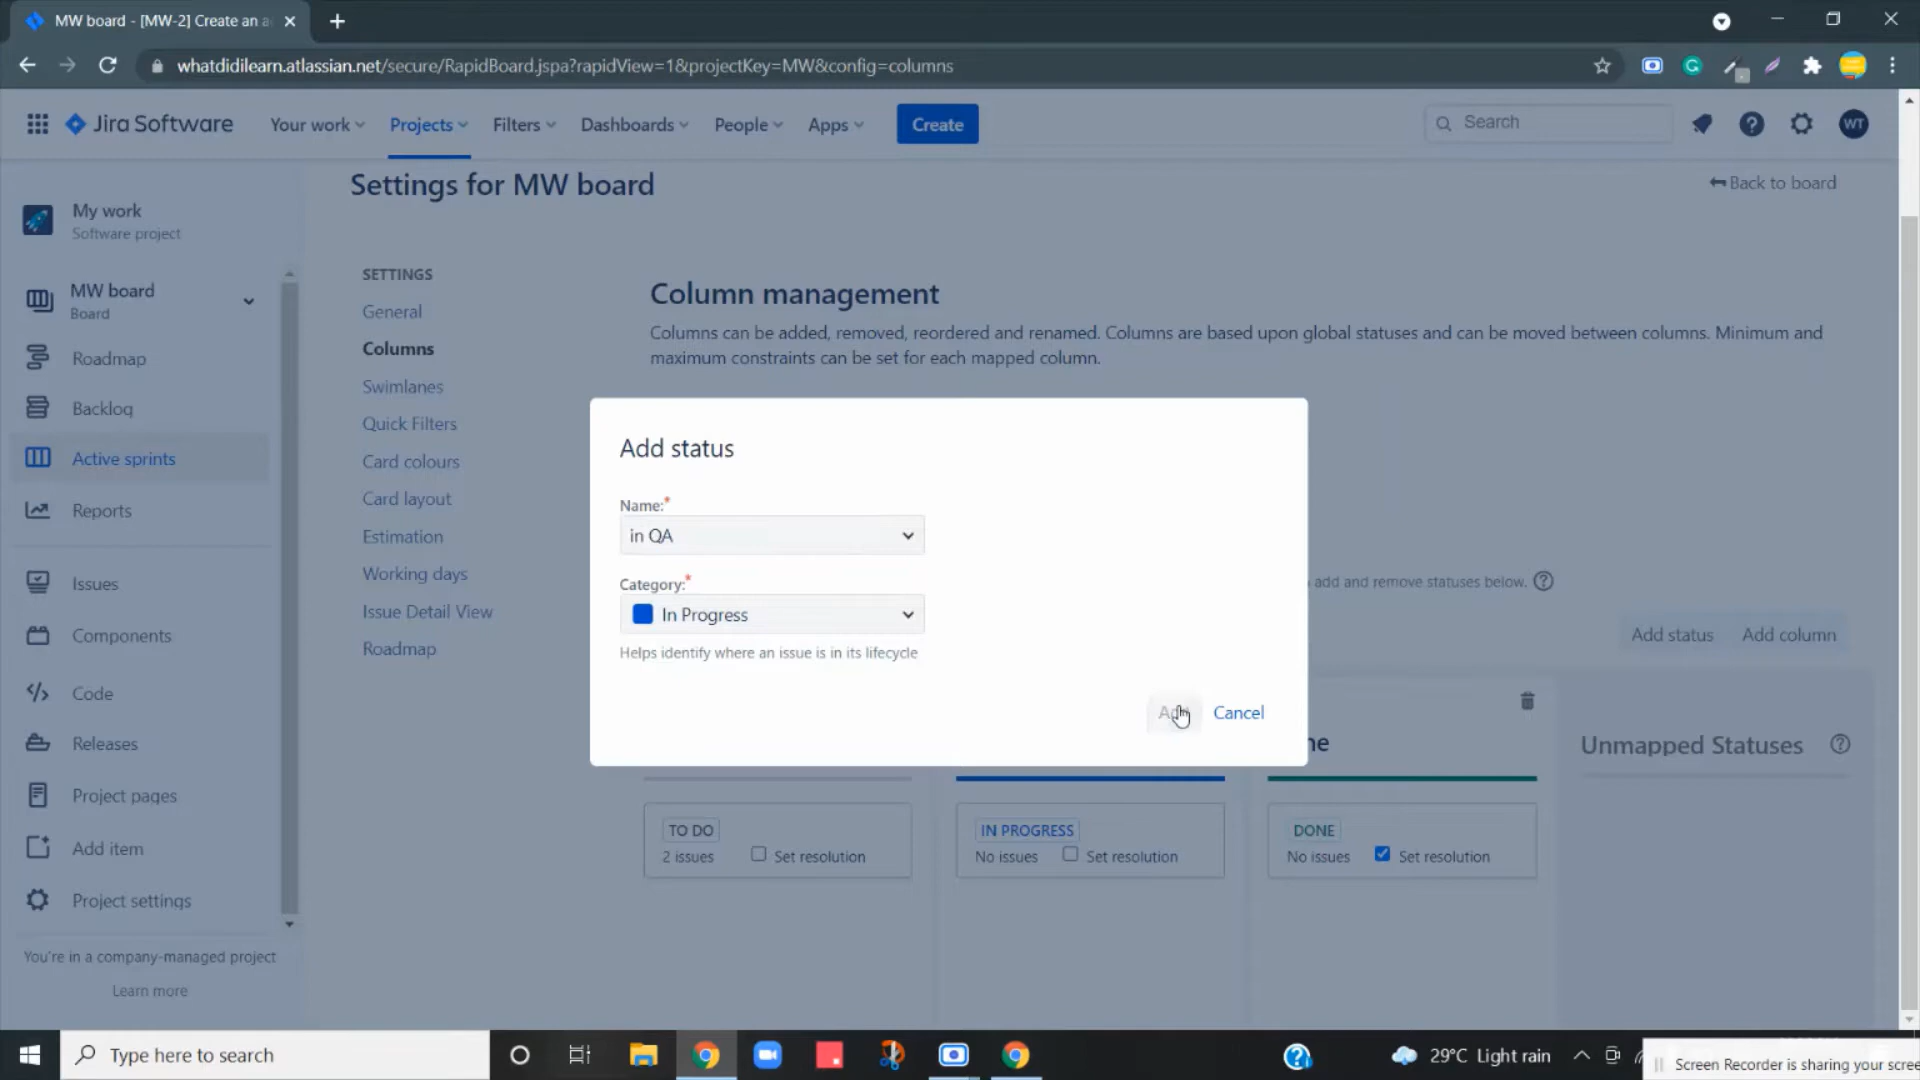 MW board - [MW-2] Create an a
whatdidilearn.atlassian.net/secure/RapidBoard.jspa?rapidView=1&projectKey=MW&config=columns
Jira Software
Your work
Projects
Filters
Dashboards
People
Apps
Create
Search
WT
My work
Software project
MW board
Board
Roadmap
Backlog
Active sprints
Reports
Issues
Components
Code
Releases
Project pages
Add item
Project settings
You're in a company-managed project
Learn more
Settings for MW board
Back to board
SETTINGS
General
Columns
Swimlanes
Quick Filters
Card colours
Card layout
Estimation
Working days
Issue Detail View
Roadmap
Column management
Columns can be added, removed, reordered and renamed. Columns are based upon global statuses and can be moved between columns. Minimum and
maximum constraints can be set for each mapped column.
add and remove statuses below.
Add status
Add column
Add status
Name:*
in QA
Category:*
In Progress
Helps identify where an issue is in its lifecycle
Cancel
ne
Unmapped Statuses
TO DO
2 issues
Set resolution
IN PROGRESS
No issues
Set resolution
DONE
No issues
Set resolution
Type here to search
29°C Light rain
Screen Recorder is sharing your scree